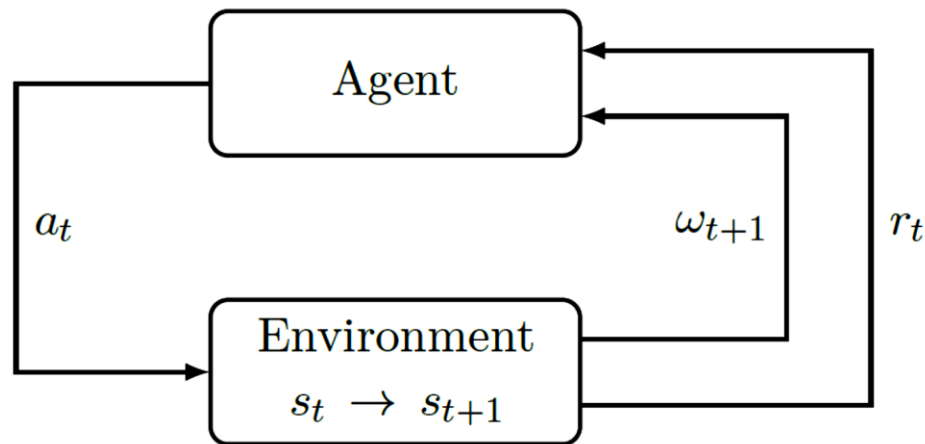 Agent
a_t
ω_{t+1}
r_t
Environment
s_t → s_{t+1}